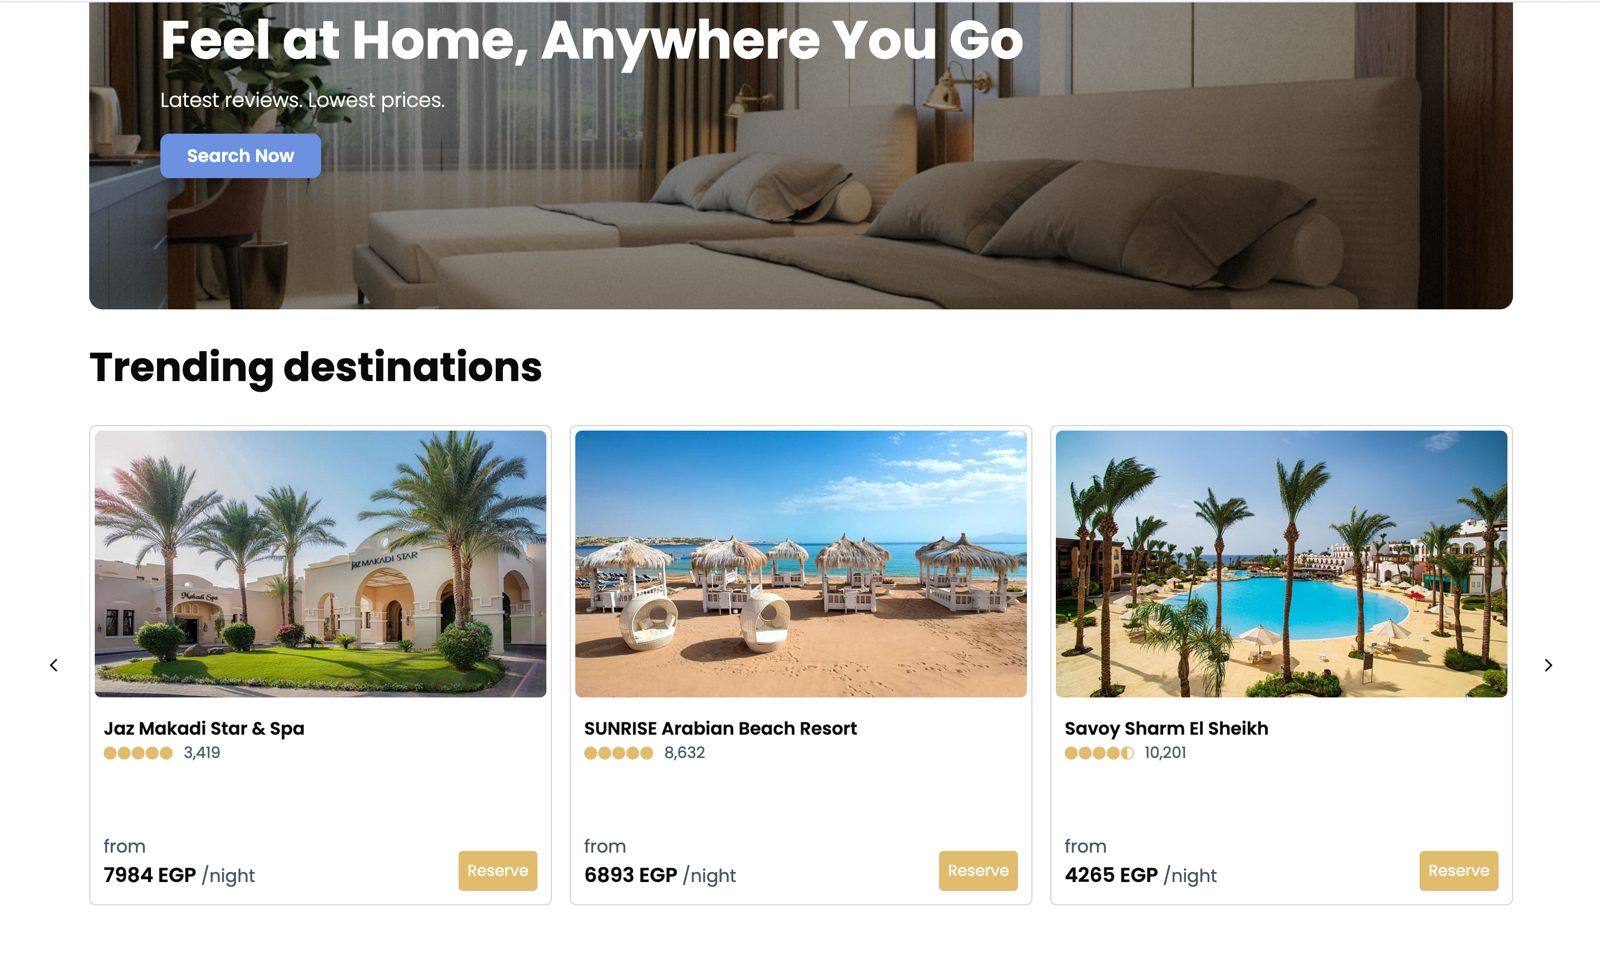 Feel at Home, Anywhere You Go
Latest reviews. Lowest prices.
Search Now
Trending destinations
JAZ MAKADI STAR
Makadi Spa
Jaz Makadi Star & Spa
3,419
from
7984 EGP /night
Reserve
SUNRISE Arabian Beach Resort
8,632
from
6893 EGP /night
Reserve
Savoy Sharm El Sheikh
10,201
from
4265 EGP /night
Reserve